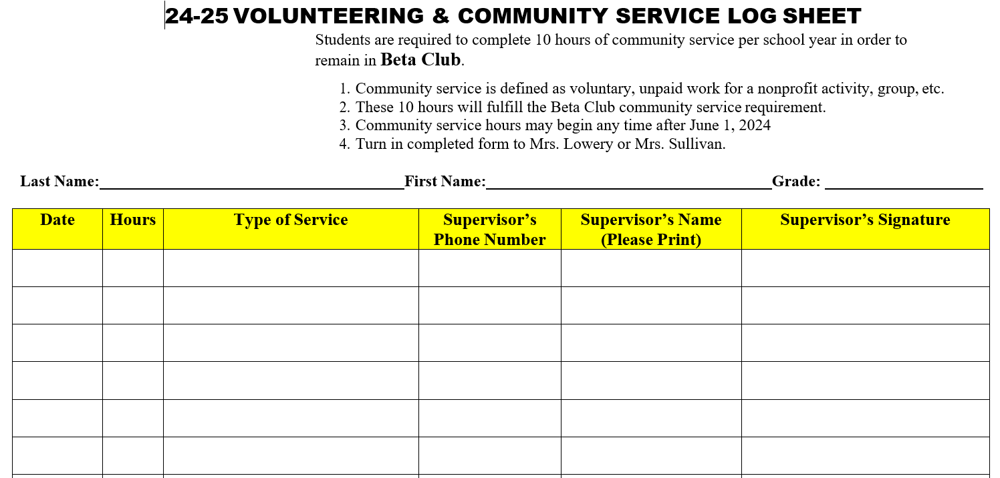 24-25 VOLUNTEERING & COMMUNITY SERVICE LOG SHEET
Students are required to complete 10 hours of community service per school year in order to
remain in Beta Club.
1. Community service is defined as voluntary, unpaid work for a nonprofit activity, group, etc.
2. These 10 hours will fulfill the Beta Club community service requirement.
3. Community service hours may begin any time after June 1, 2024
4. Turn in completed form to Mrs. Lowery or Mrs. Sullivan.
Last Name: First Name: Grade:
Date Hours Type of Service Supervisor’s Supervisor’s Name Supervisor’s Signature
Phone Number (Please Print)